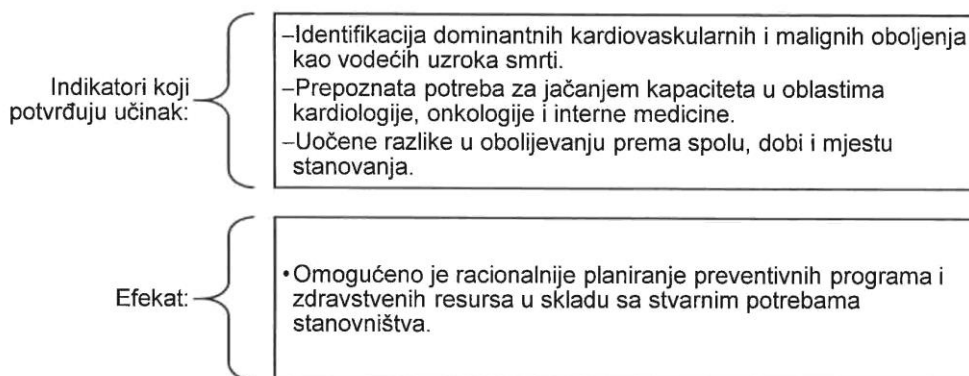 Indikatori koji
potvrđuju učinak:
–Identifikacija dominantnih kardiovaskularnih i malignih oboljenja
kao vodećih uzroka smrti.
–Prepoznata potreba za jačanjem kapaciteta u oblastima
kardiologije, onkologije i interne medicine.
–Uočene razlike u obolijevanju prema spolu, dobi i mjestu
stanovanja.
Efekat:
•Omogućeno je racionalnije planiranje preventivnih programa i
zdravstvenih resursa u skladu sa stvarnim potrebama
stanovništva.